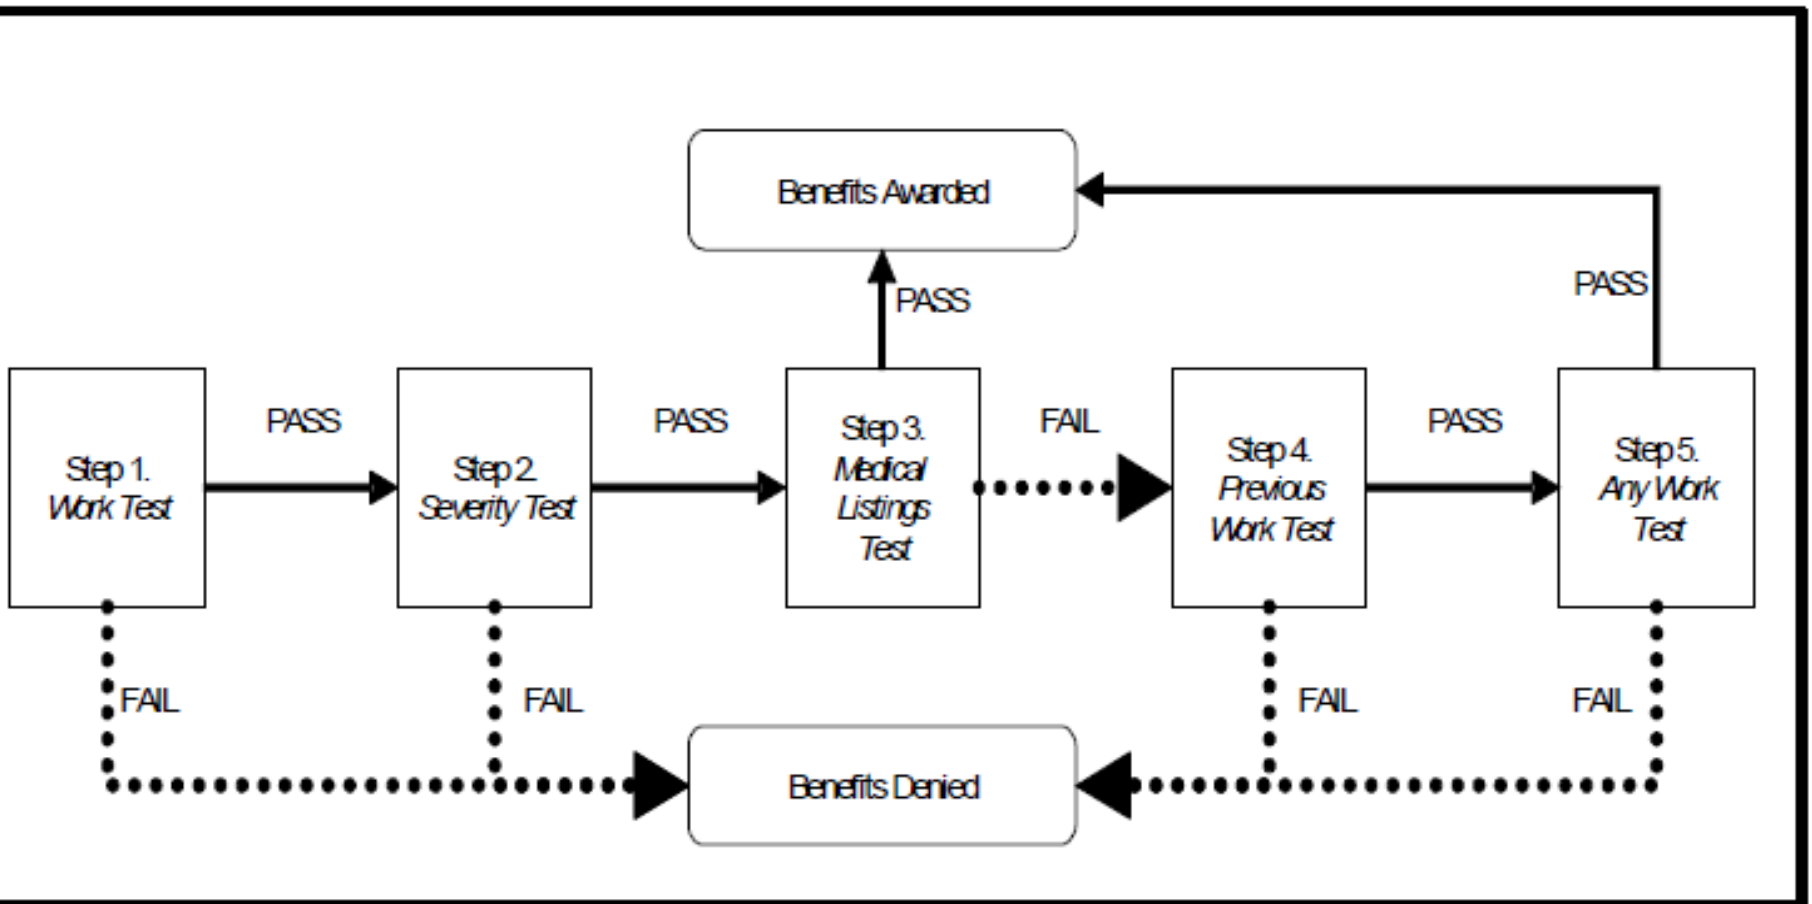 Benefits Awarded
PASS
PASS
PASS
PASS
FAIL
PASS
Step 1.
Work Test
Step 2.
Severity Test
Step 3.
Medical
Listings
Test
Step 4.
Previous
Work Test
Step 5.
Any Work
Test
FAIL
FAIL
FAIL
FAIL
Benefits Denied